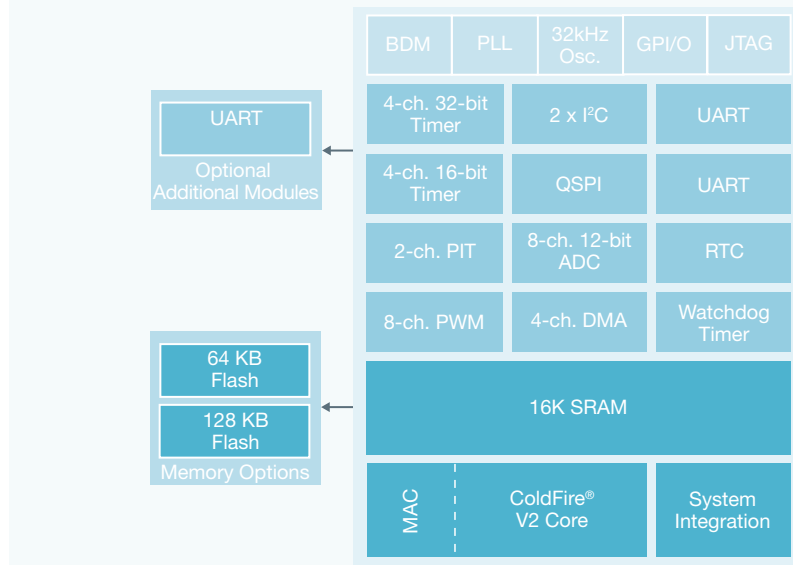 BDM
PLL
32kHz
Osc.
GPI/O
JTAG
4-ch. 32-bit
Timer
2 x I²C
UART
UART
Optional
Additional Modules
4-ch. 16-bit
Timer
QSPI
UART
2-ch. PIT
8-ch. 12-bit
ADC
RTC
8-ch. PWM
4-ch. DMA
Watchdog
Timer
64 KB
Flash
128 KB
Flash
Memory Options
16K SRAM
MAC
ColdFire®
V2 Core
System
Integration